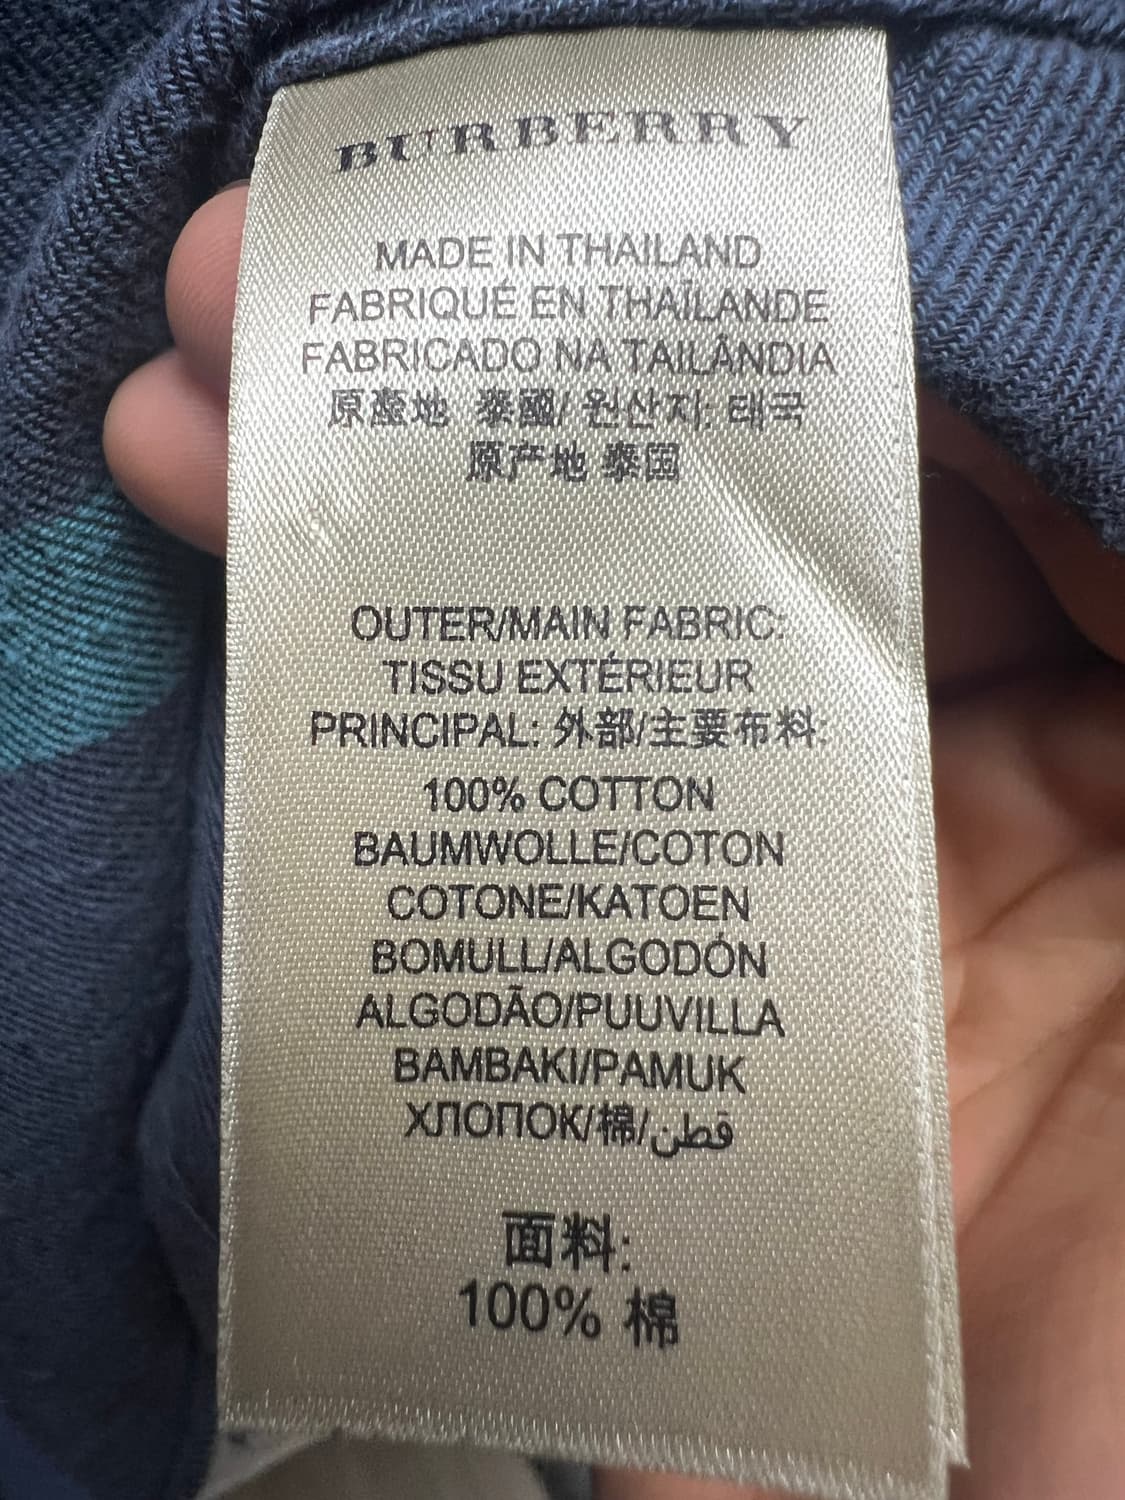 BURBERRY
MADE IN THAILAND
FABRIQUÉ EN THAÏLANDE
FABRICADO NA TAILÂNDIA
原產地 泰國/ 원산지: 태국
原产地 泰国
OUTER/MAIN FABRIC:
TISSU EXTÉRIEUR
PRINCIPAL: 外部/主要布料:
100% COTTON
BAUMWOLLE/COTON
COTONE/KATOEN
BOMULL/ALGODÓN
ALGODÃO/PUUVILLA
BAMBAKI/PAMUK
ХЛОПОК/棉/قطن
面料:
100% 棉